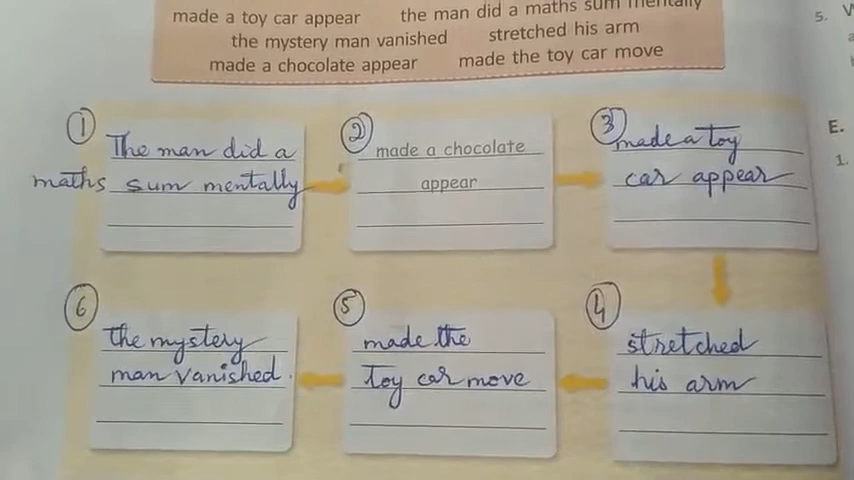 made a toy car appear the man did a maths sum mentally
the mystery man vanished stretched his arm
made a chocolate appear made the toy car move
5.
E.
1.
1
The man did a
maths sum mentally
2
made a chocolate
appear
3
made a toy
car appear
6
the mystery
man vanished.
5
made the
toy car move
4
stretched
his arm